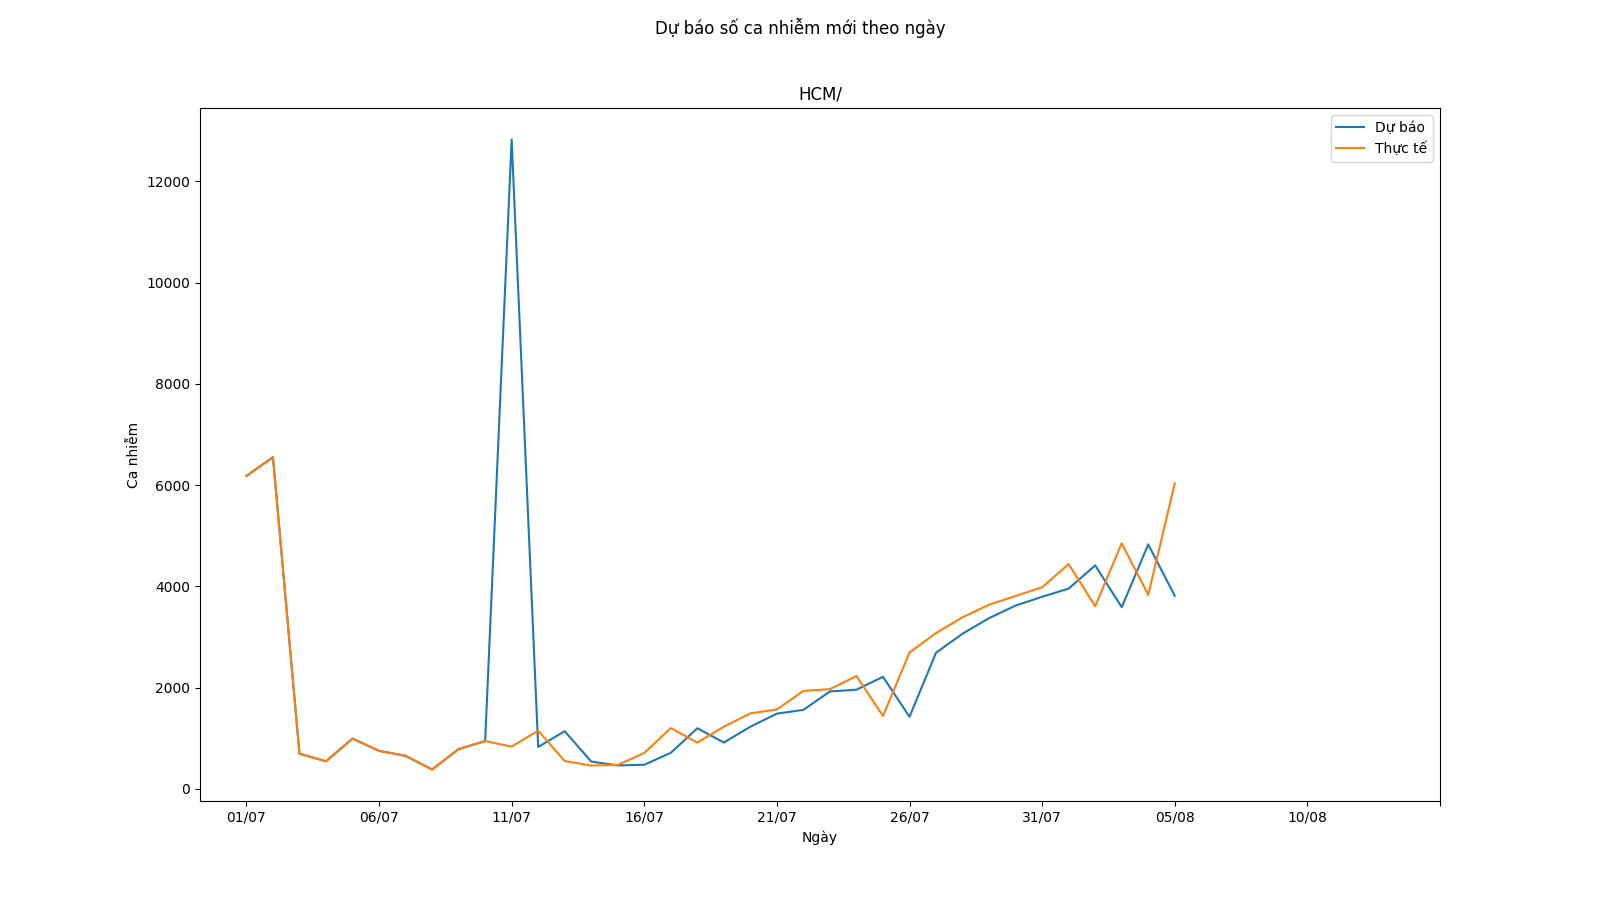 Dự báo số ca nhiễm mới theo ngày
HCM/
Dự báo
Thực tế
12000
10000
8000
6000
4000
2000
0
Ca nhiễm
01/07 06/07 11/07 16/07 21/07 26/07 31/07 05/08 10/08
Ngày